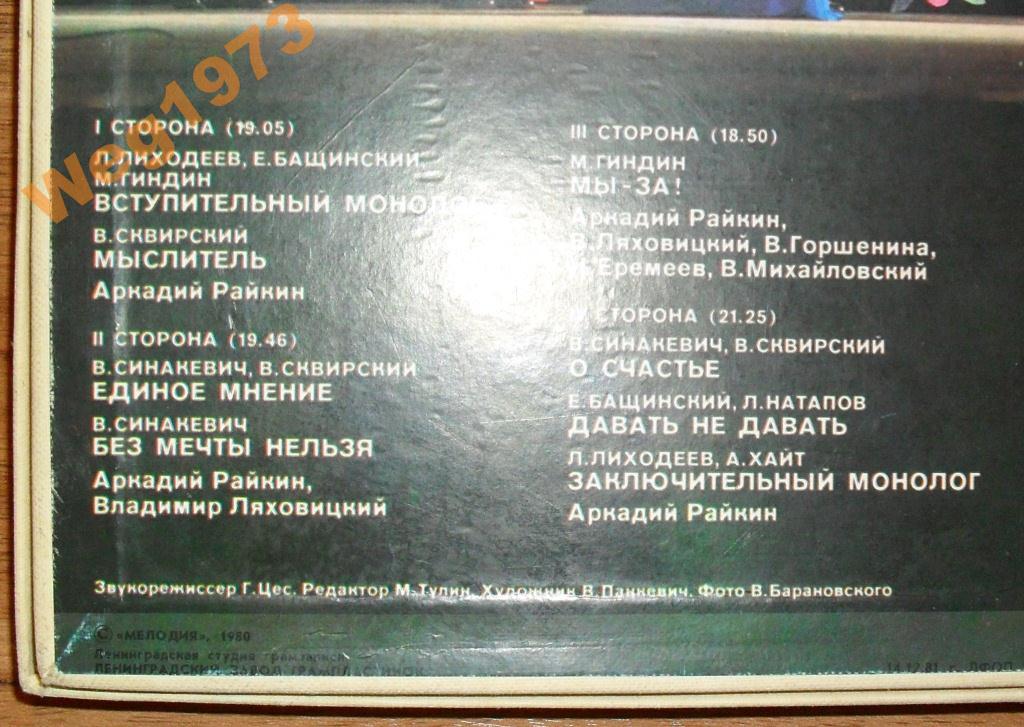 Weg1973
I СТОРОНА (19.05)
Л.ЛИХОДЕЕВ, Е.БАЩИНСКИЙ,
М.ГИНДИН
ВСТУПИТЕЛЬНЫЙ МОНОЛОГ
В.СКВИРСКИЙ
МЫСЛИТЕЛЬ
Аркадий Райкин
II СТОРОНА (19.46)
В.СИНАКЕВИЧ, В.СКВИРСКИЙ
ЕДИНОЕ МНЕНИЕ
В.СИНАКЕВИЧ
БЕЗ МЕЧТЫ НЕЛЬЗЯ
Аркадий Райкин,
Владимир Ляховицкий
III СТОРОНА (18.50)
М.ГИНДИН
МЫ-ЗА!
Аркадий Райкин,
В.Ляховицкий, В.Горшенина,
Еремеев, В.Михайловский
IV СТОРОНА (21.25)
В.СИНАКЕВИЧ, В.СКВИРСКИЙ
О СЧАСТЬЕ
Е.БАЩИНСКИЙ, Л.НАТАПОВ
ДАВАТЬ НЕ ДАВАТЬ
Л.ЛИХОДЕЕВ, А.ХАЙТ
ЗАКЛЮЧИТЕЛЬНЫЙ МОНОЛОГ
Аркадий Райкин
Звукорежиссер Г.Цес. Редактор М.Тулин. Художник В.Панкевич. Фото В.Барановского
© «МЕЛОДИЯ», 1980
Ленинградская студия грамзаписи
ЛЕНИНГРАДСКИЙ ЗАВОД ГРАМПЛАСТИНОК
14.12.81 г. ЛФОП